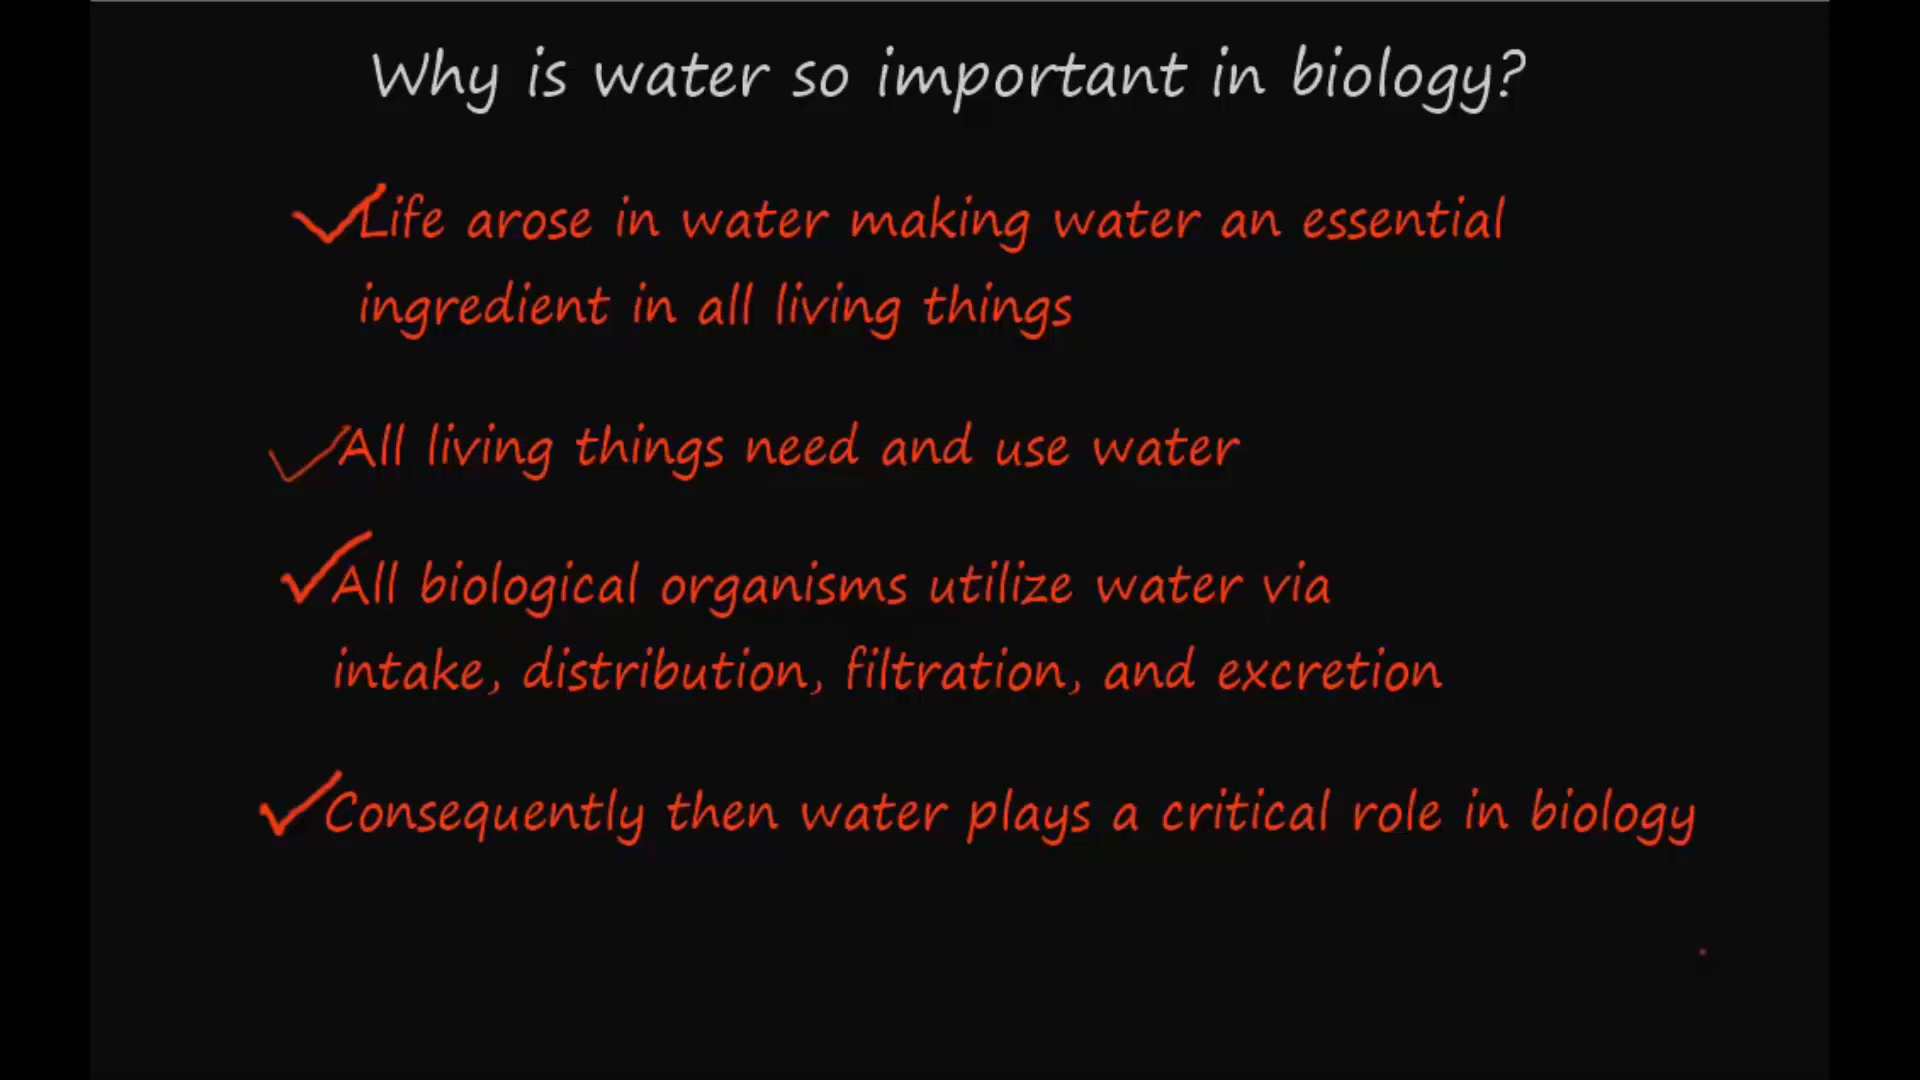 Why is water so important in biology?
Life arose in water making water an essential
ingredient in all living things
All living things need and use water
All biological organisms utilize water via
intake, distribution, filtration, and excretion
Consequently then water plays a critical role in biology